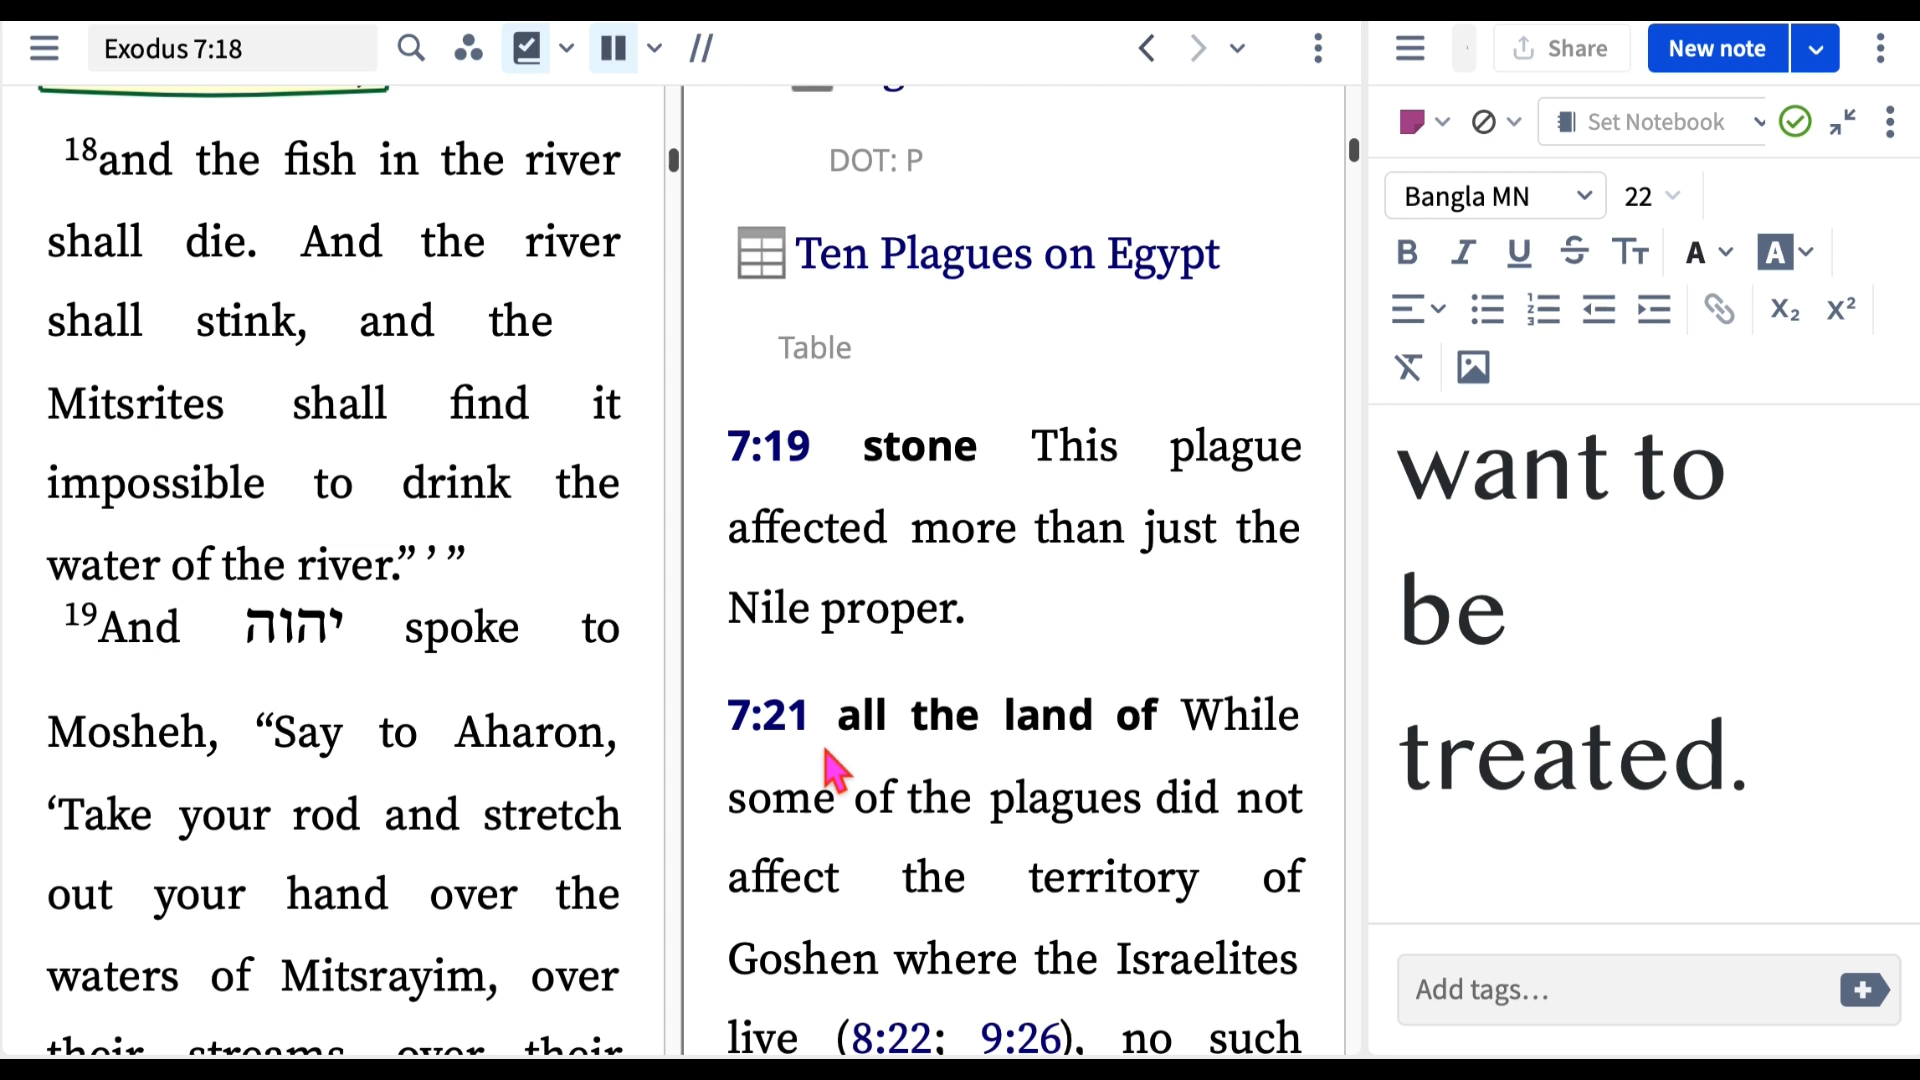 Exodus 7:18
18and the fish in the river
shall die. And the river
shall stink, and the
Mitsrites shall find it
impossible to drink the
water of the river.” ’ ”
19And יהוה spoke to
Mosheh, “Say to Aharon,
‘Take your rod and stretch
out your hand over the
waters of Mitsrayim, over
their streams, over their
DOT: P
Ten Plagues on Egypt
Table
7:19 stone This plague
affected more than just the
Nile proper.
7:21 all the land of While
some of the plagues did not
affect the territory of
Goshen where the Israelites
live (8:22; 9:26), no such
Share
New note
Set Notebook
Bangla MN 22
want to
be
treated.
Add tags…